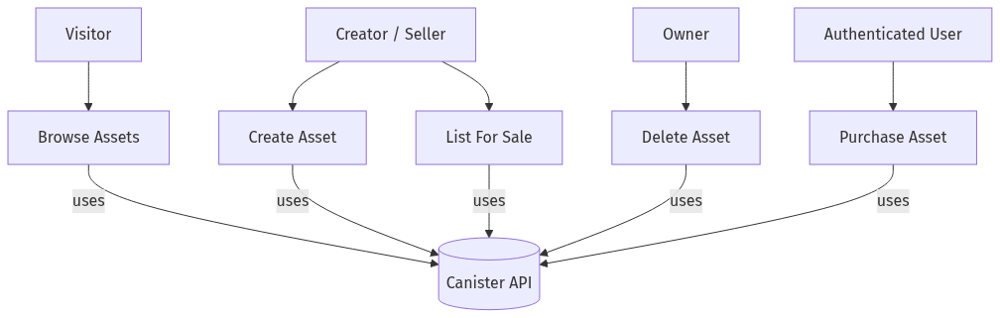 Visitor
Creator / Seller
Owner
Authenticated User
Browse Assets
Create Asset
List For Sale
Delete Asset
Purchase Asset
uses
uses
uses
uses
uses
Canister API